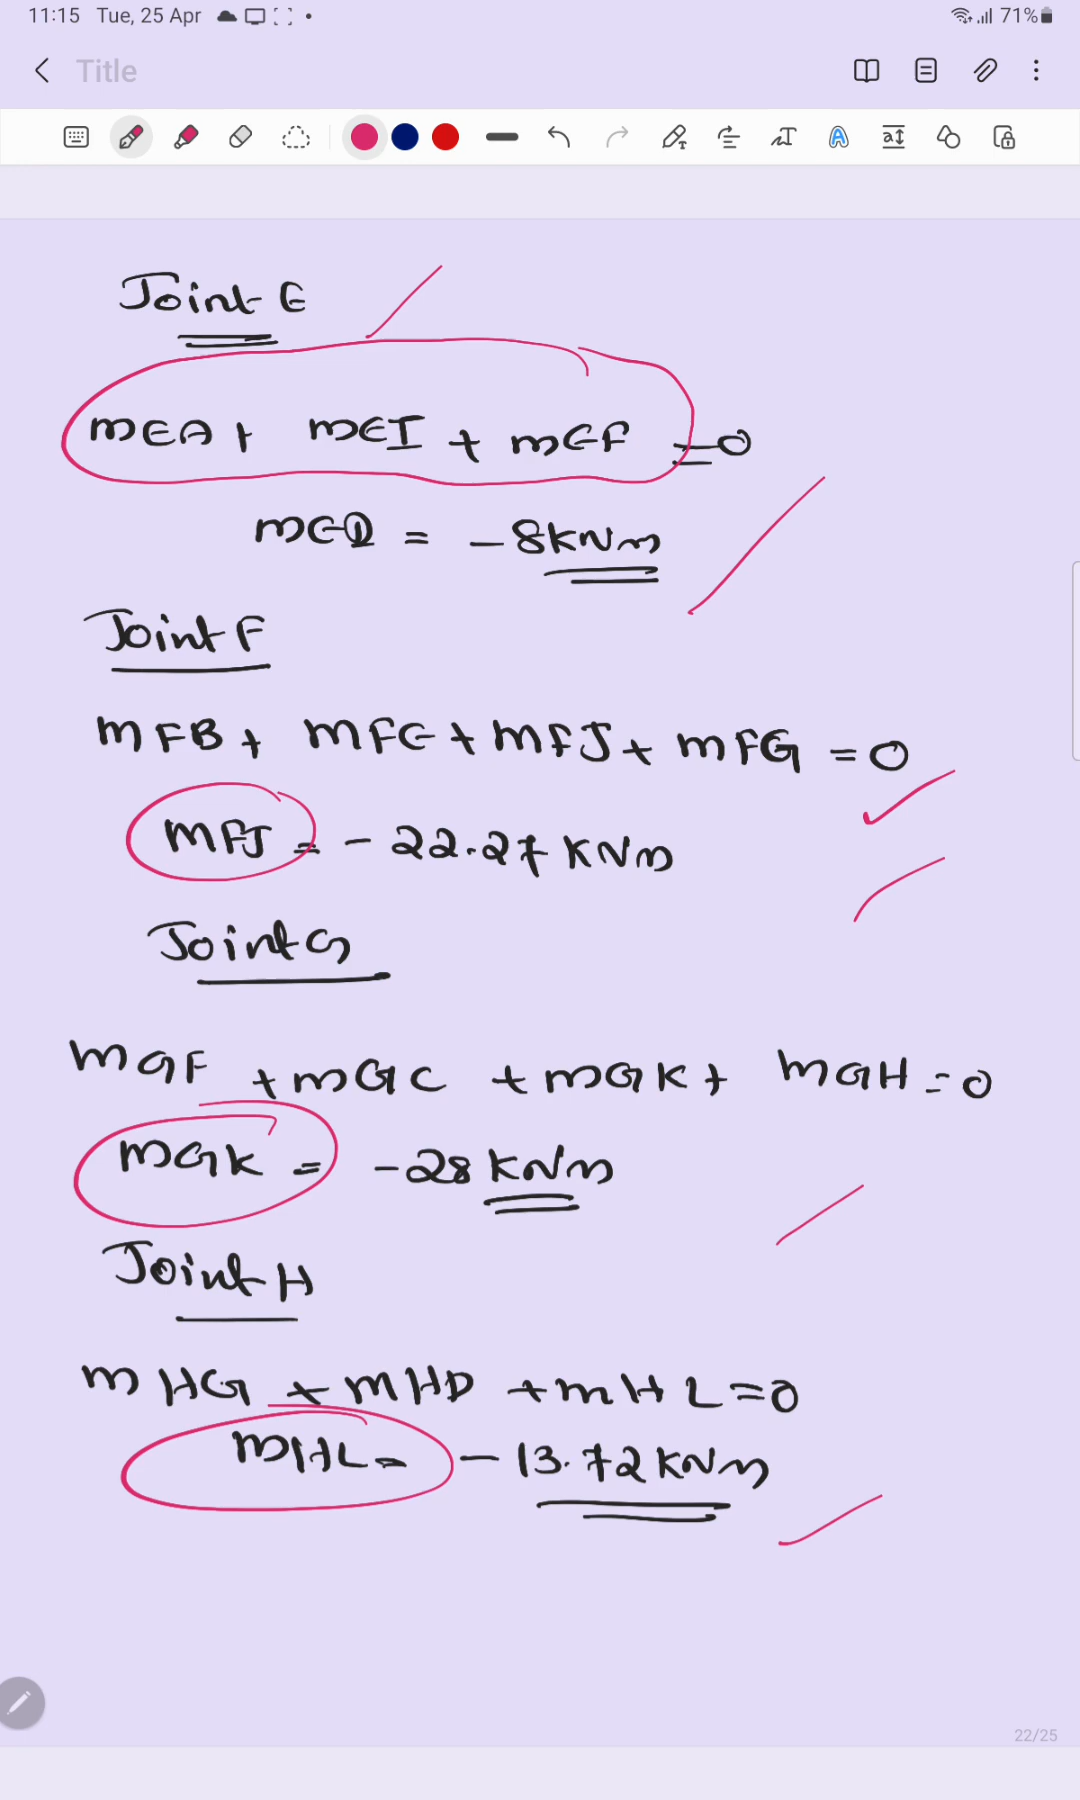 11:15 Tue, 25 Apr 71%
Title
Joint E
mEA + mEI + mEF = 0
= -8kNm
Joint F
mFB + mFE + mFJ + mFG = 0
mFJ = -22.27 kNm
Joint G
mGF + mGC + mGK + mGH = 0
mGK = -28 kNm
Joint H
mHG + mHD + mHL = 0
mHL = -13.72 kNm
22/25